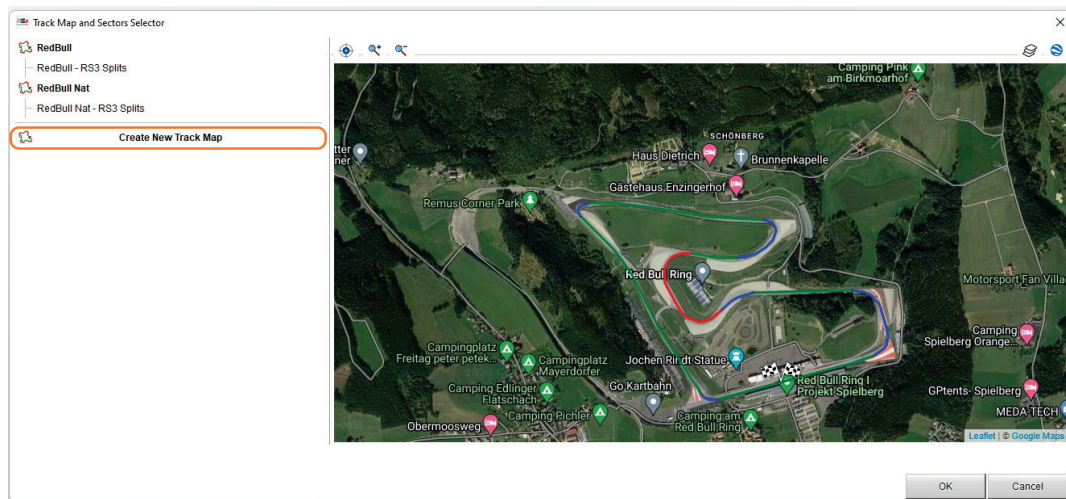 Track Map and Sectors Selector
RedBull
RedBull - RS3 Splits
RedBull Nat
RedBull Nat - RS3 Splits
Create New Track Map
Camping Pink
am Birkmoarhof
SCHÖNBERG
Haus Dietrich
Brunnenkapelle
Gästehaus Enzingerhof
Remus Corner Park
Red Bull Ring
Motorsport Fan Villa
Camping
Spielberg Orange...
Campingplatz
Freitag peter.petek...
Campingplatz
Mayerdorfer
Jochen Rindt Statue
Red Bull Ring |
Projekt Spielberg
Go Kartbahn
GPtents- Spielberg
Camping Edlinger
Flatschach
Camping Pichler
Camping am
Red Bull Ring
MEDA-TECH
Obermoosweg
Leaflet | © Google Maps
OK
Cancel